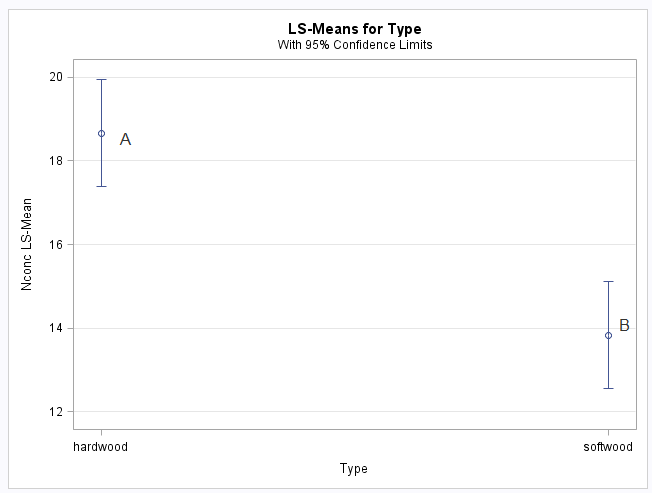 LS-Means for Type
With 95% Confidence Limits
Nconc LS-Mean
20
18
16
14
12
A
B
hardwood
softwood
Type